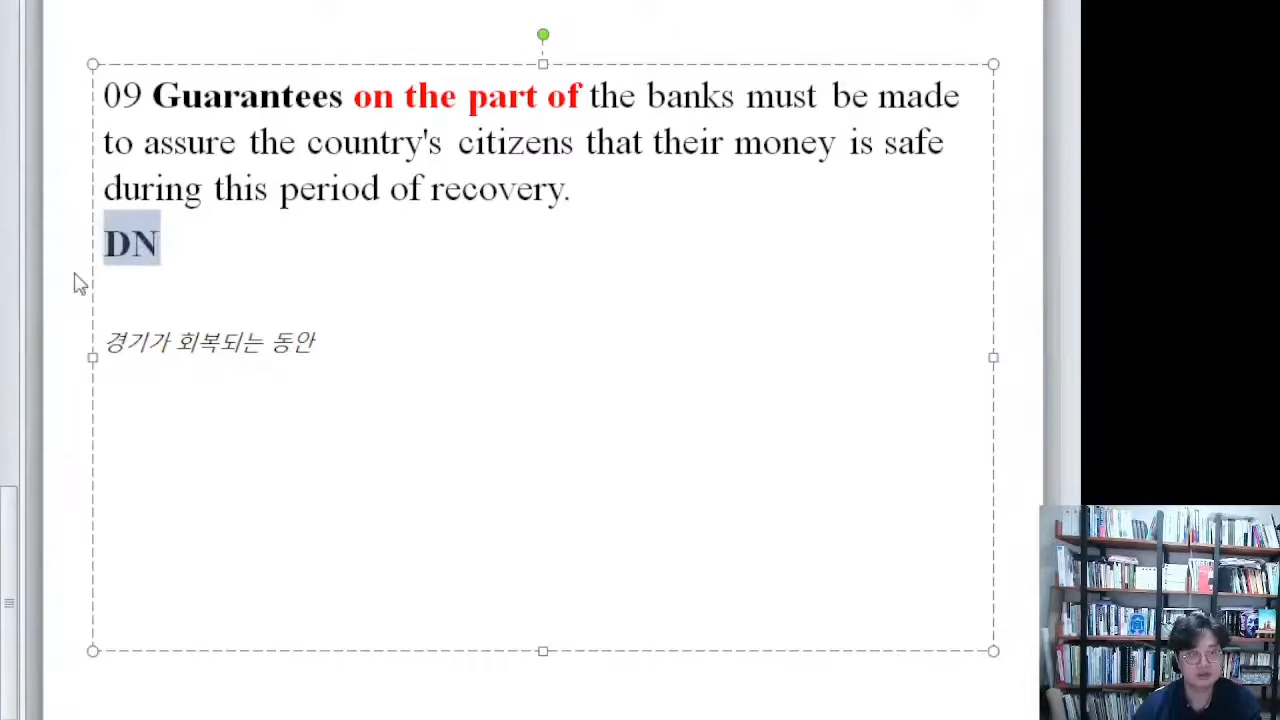 09 Guarantees on the part of the banks must be made
to assure the country's citizens that their money is safe
during this period of recovery.
DN
경기가 회복되는 동안